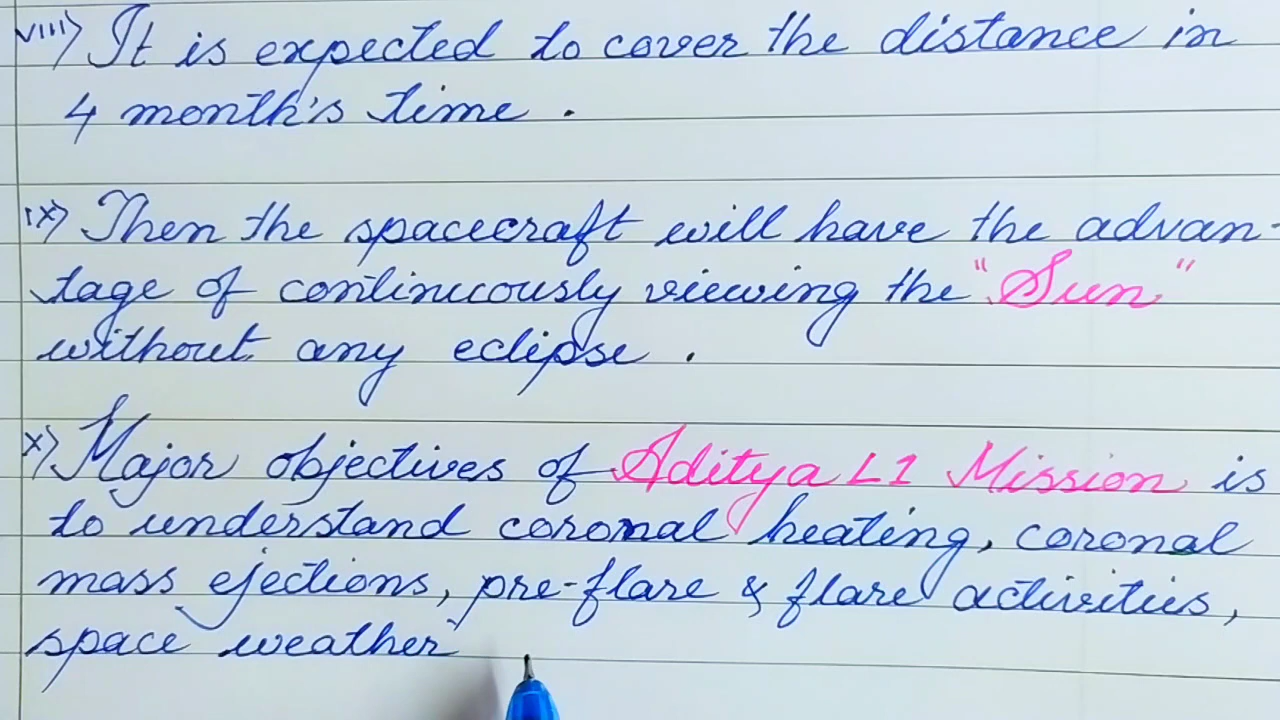 viii) It is expected to cover the distance in
4 month's time.
ix) Then the spacecraft will have the advan-
tage of continuously viewing the "Sun"
without any eclipse.
x) Major objectives of Aditya L1 Mission is
to understand coronal heating, coronal
mass ejections, pre-flare & flare activities,
space weather